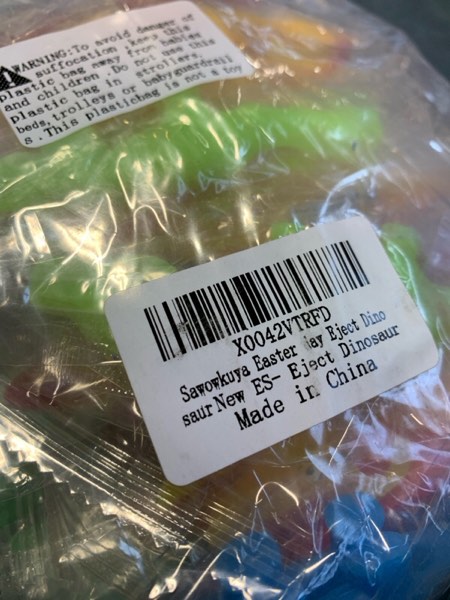 WARNING:To avoid danger of
suffocation ,keep this
plastic bag away from babies
and children .Do not use this
plastic bag in strollers,
beds,trolleys or babyguardrail
s .This plasticbag is not a toy
X0042VTRFD
Sawowkuya Easter Day Eject Dino
saur New ES- Eject Dinosaur
Made in China